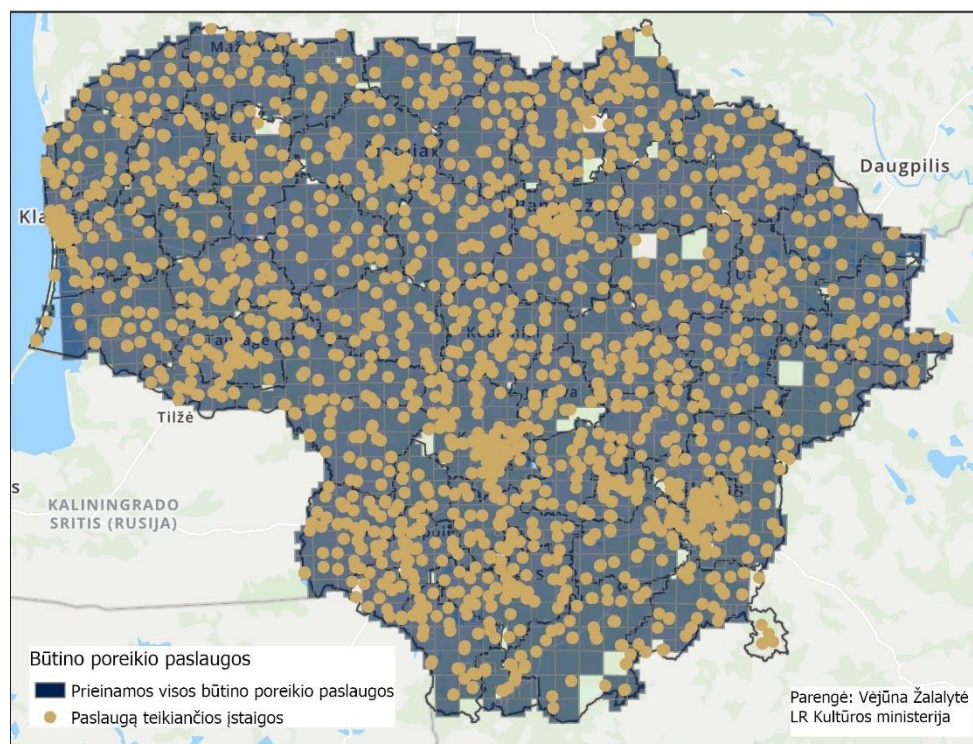 Daugpilis
Tilžė
KALININGRADO
SRITIS (RUSIJA)
Būtino poreikio paslaugos
Prieinamos visos būtino poreikio paslaugos
Paslaugą teikiančios įstaigos
Parengė: Vėjūna Žalalytė
LR Kultūros ministerija